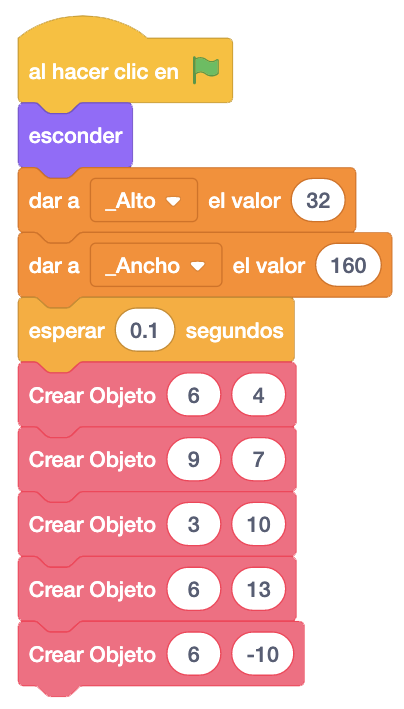 al hacer clic en
esconder
dar a _Alto el valor 32
dar a _Ancho el valor 160
esperar 0.1 segundos
Crear Objeto 6 4
Crear Objeto 9 7
Crear Objeto 3 10
Crear Objeto 6 13
Crear Objeto 6 -10